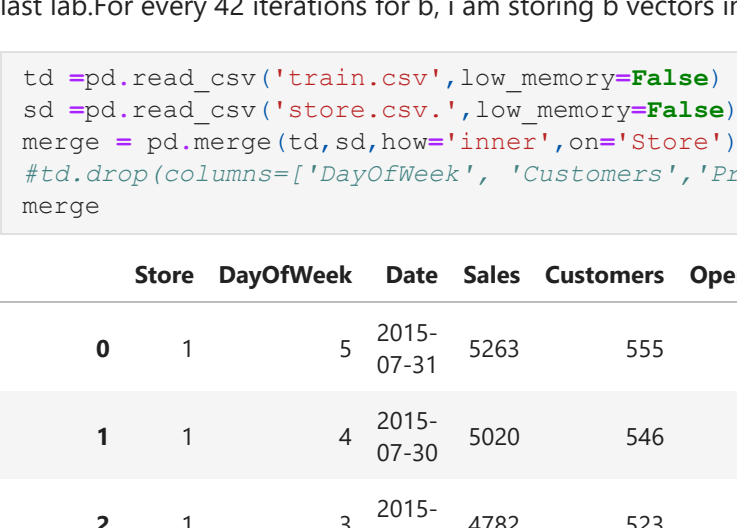 last lab.For every 42 iterations for b, i am storing b vectors in
td =pd.read_csv('train.csv',low_memory=False)
sd =pd.read_csv('store.csv.',low_memory=False)
merge = pd.merge(td,sd,how='inner',on='Store')
#td.drop(columns=['DayOfWeek', 'Customers','Pr
merge
Store DayOfWeek Date Sales Customers Ope
0 1 5 2015-07-31 5263 555
1 1 4 2015-07-30 5020 546
2 1 3 2015- 4782 523